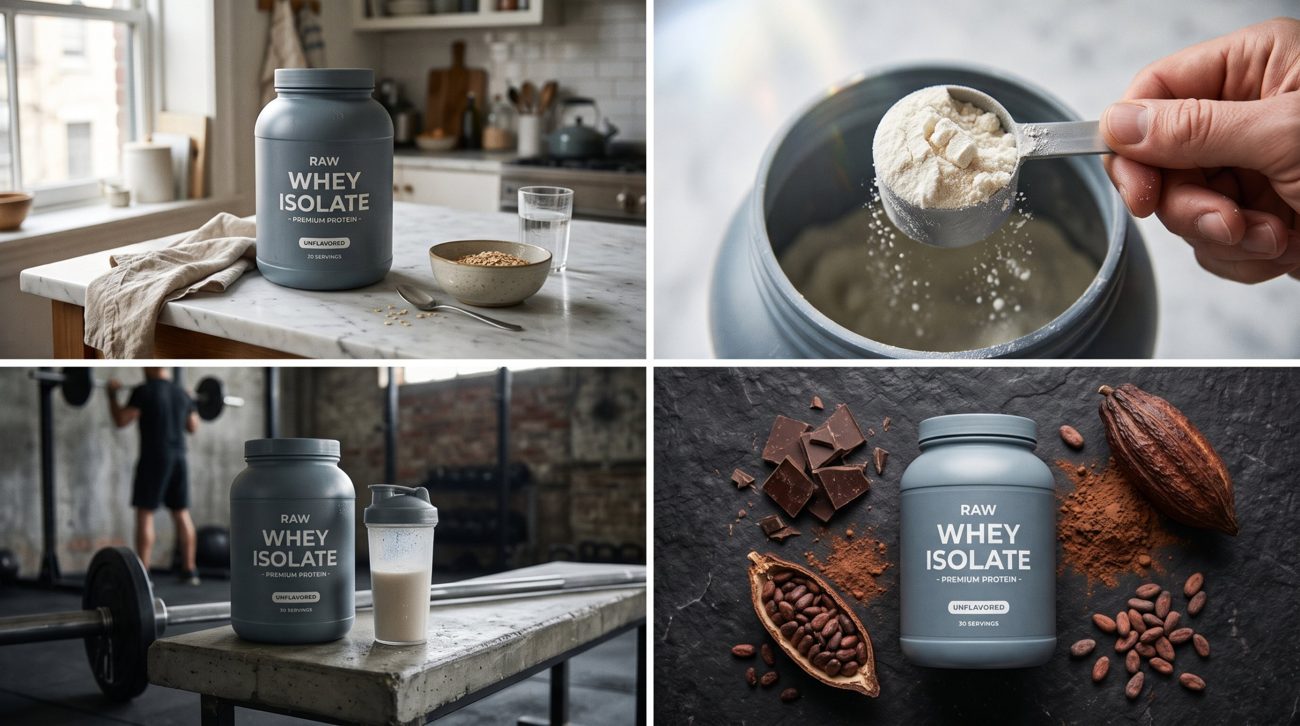 RAW
WHEY
ISOLATE
- PREMIUM PROTEIN -
UNFLAVORED
30 SERVINGS
RAW
WHEY
ISOLATE
- PREMIUM PROTEIN -
UNFLAVORED
30 SERVINGS
RAW
WHEY
ISOLATE
- PREMIUM PROTEIN -
UNFLAVORED
30 SERVINGS